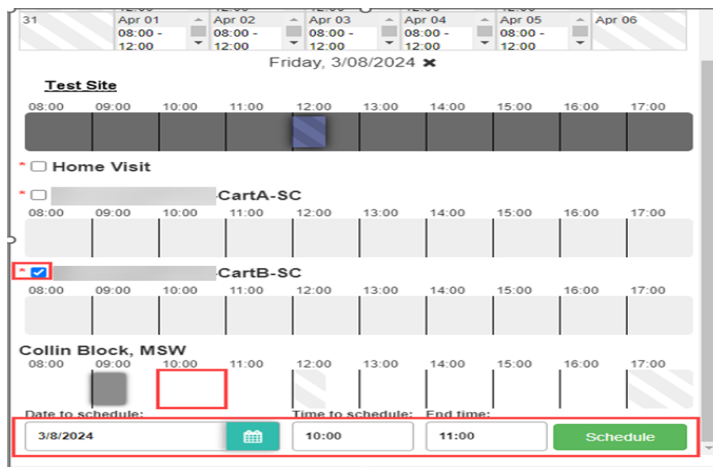 31 Apr 01 Apr 02 Apr 03 Apr 04 Apr 05 Apr 06
08:00 - 08:00 - 08:00 - 08:00 - 08:00 -
12:00 12:00 12:00 12:00 12:00
Friday, 3/08/2024 ✖
Test Site
08:00 09:00 10:00 11:00 12:00 13:00 14:00 15:00 16:00 17:00
* Home Visit
* -CartA-SC
08:00 09:00 10:00 11:00 12:00 13:00 14:00 15:00 16:00 17:00
* CartB-SC
08:00 09:00 10:00 11:00 12:00 13:00 14:00 15:00 16:00 17:00
Collin Block, MSW
08:00 09:00 10:00 11:00 12:00 13:00 14:00 15:00 16:00 17:00
Date to schedule: Time to schedule: End time:
3/8/2024 10:00 11:00 Schedule